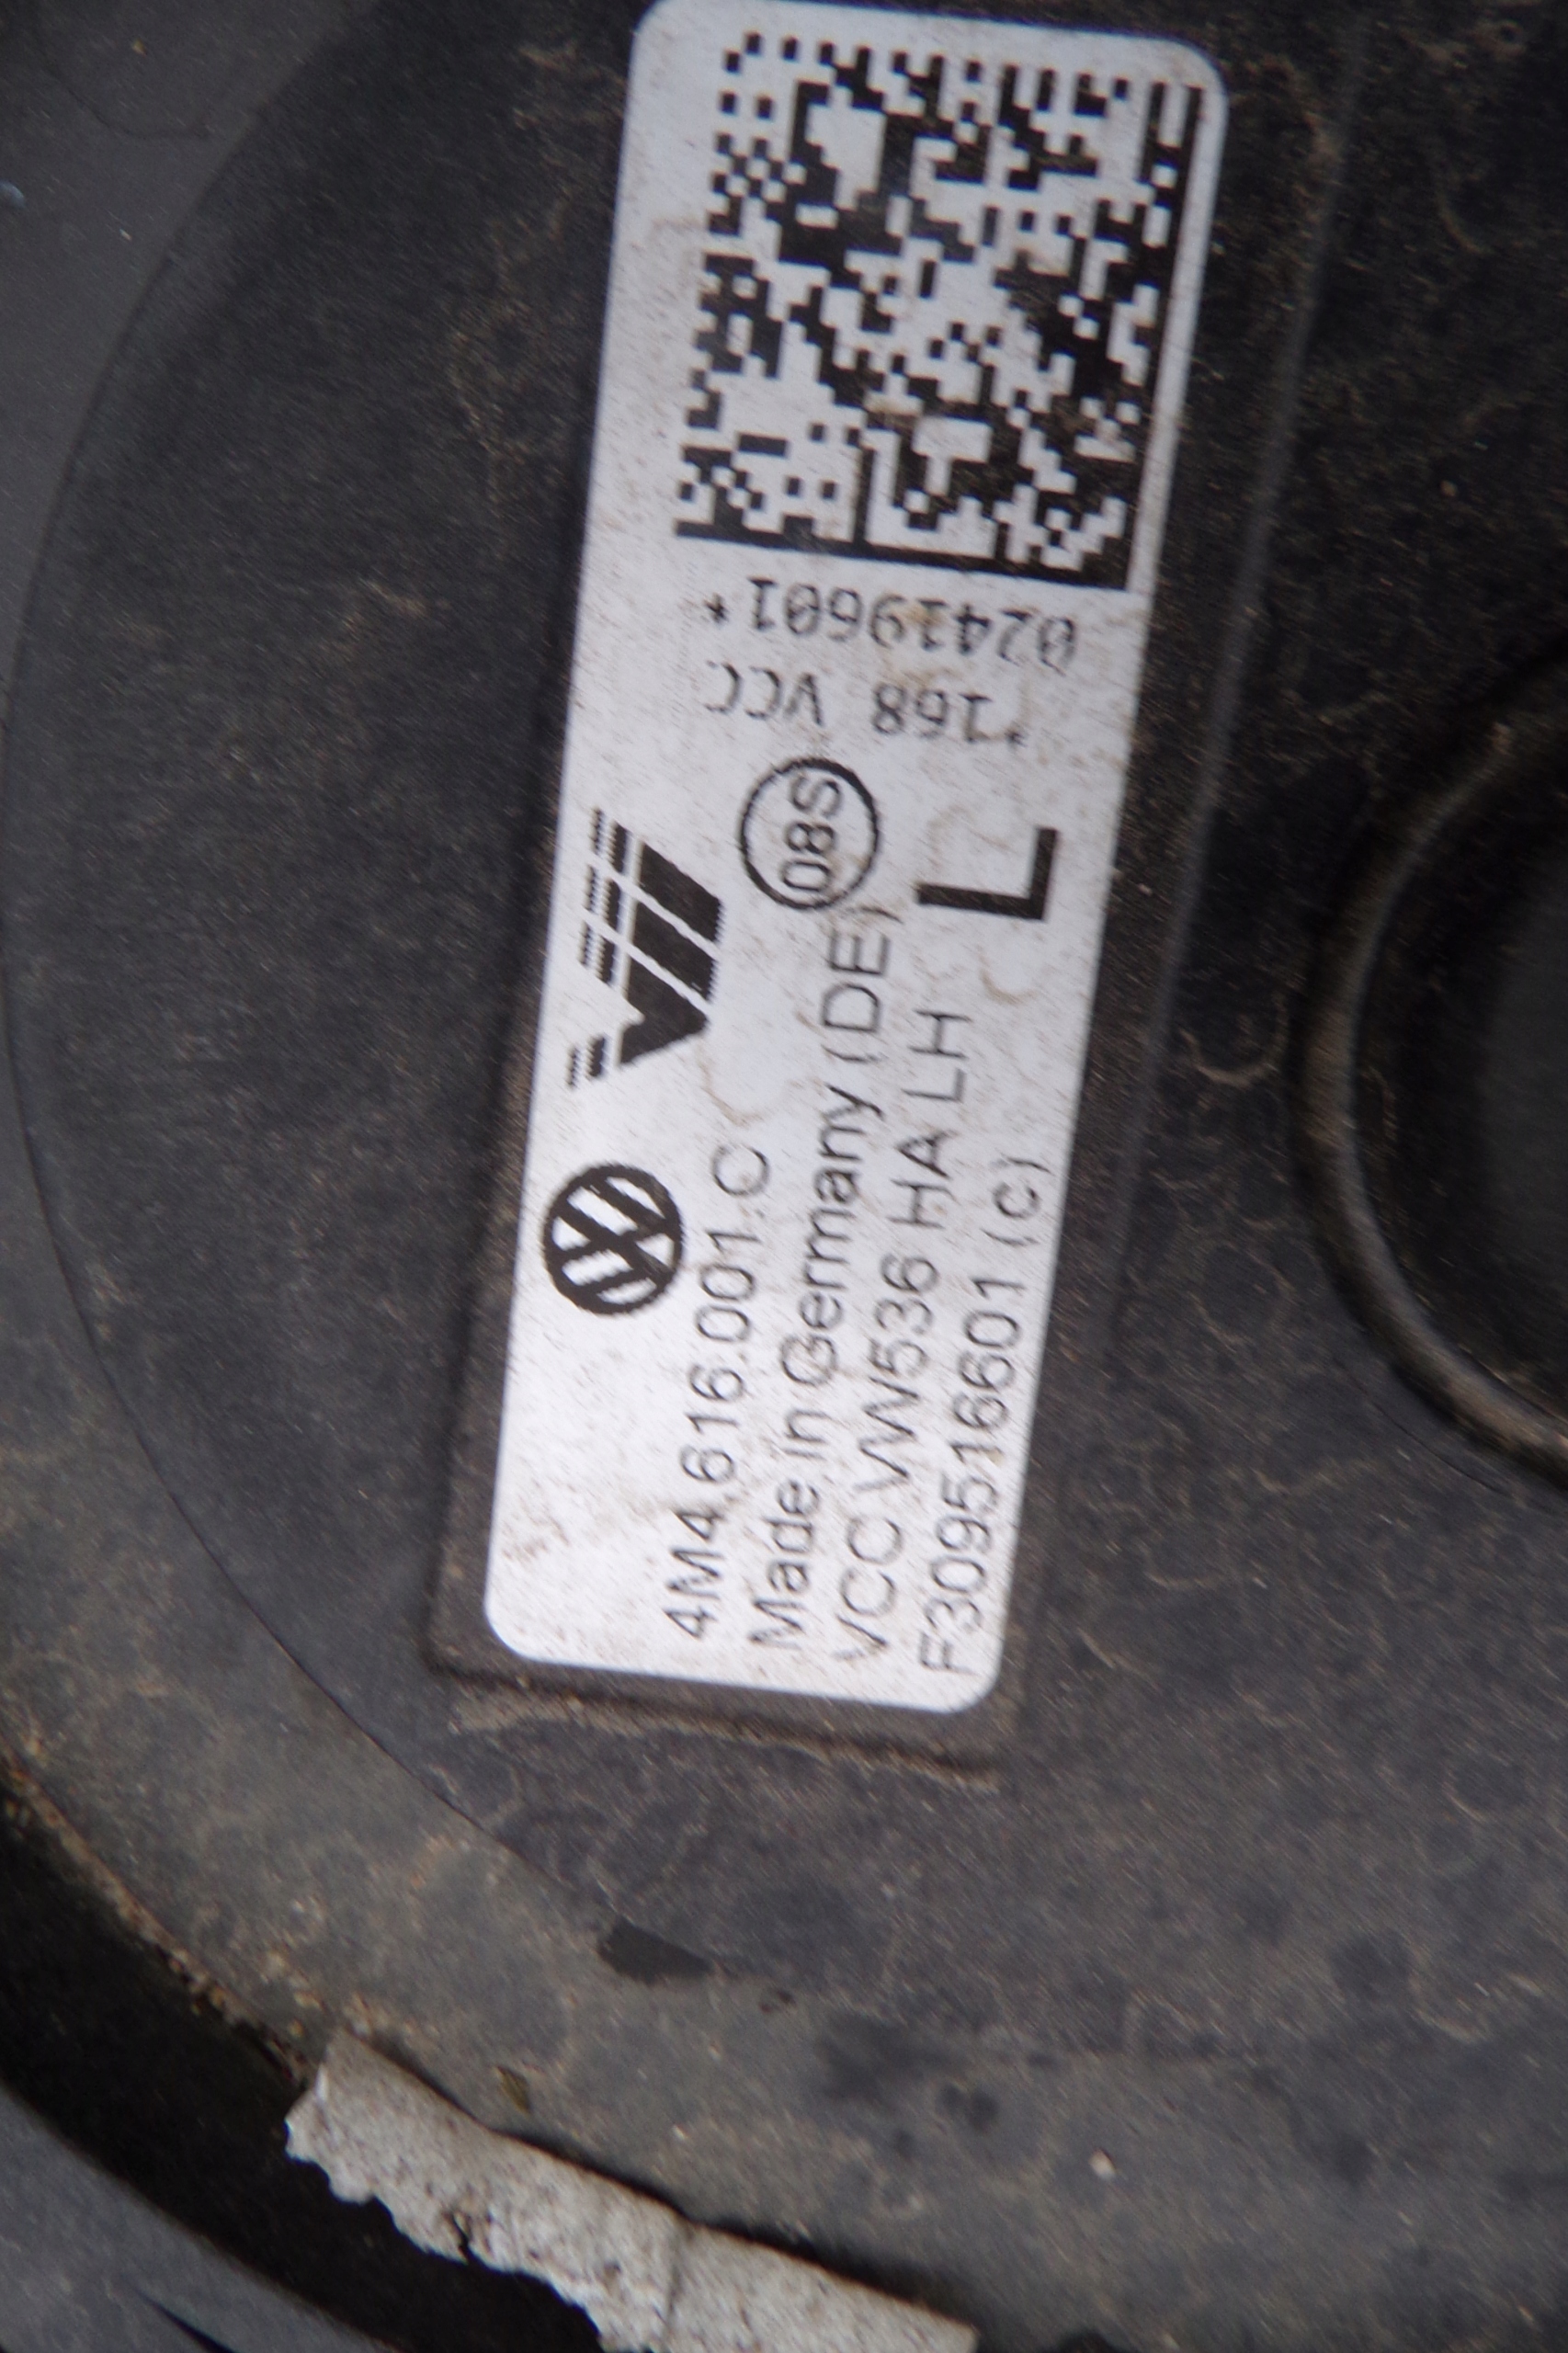 4M4.616.001.C
Made in Germany (DE)
VCC VW536 HA LH
F309516601 (c)
08S
L
*168 VCC
02419601*